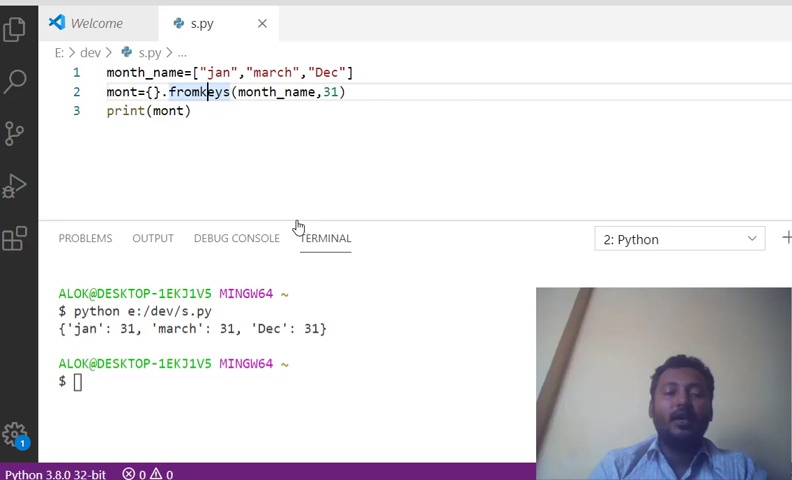 Welcome
s.py
E: > dev > s.py > ...
1 month_name=["jan","march","Dec"]
2 mont={}.fromkeys(month_name,31)
3 print(mont)
PROBLEMS OUTPUT DEBUG CONSOLE TERMINAL 2: Python
ALOK@DESKTOP-1EKJ1V5 MINGW64 ~
$ python e:/dev/s.py
{'jan': 31, 'march': 31, 'Dec': 31}
ALOK@DESKTOP-1EKJ1V5 MINGW64 ~
$
1
Python 3.8.0 32-bit 0 0